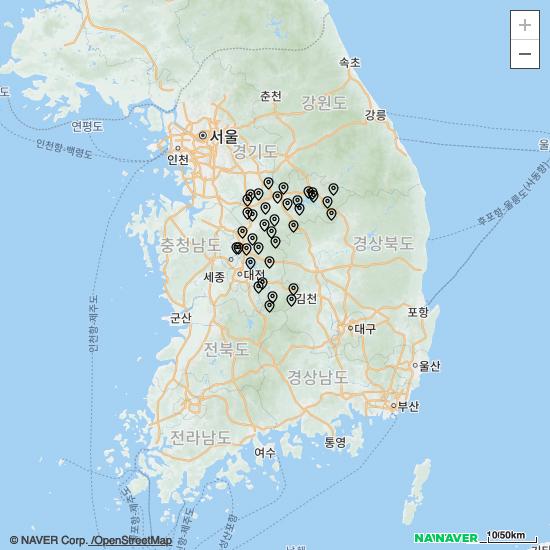 +
−
속초
춘천
강원도
연평도
강릉
서울
인천항-백령도
인천
경기도
후포항-울릉도(사동항)
충청남도
경상북도
세종
대전
인천항-제주도
군산
김천
포항
대구
전북도
울산
경상남도
부산
전라남도
통영
여수
© NAVER Corp. /OpenStreetMap
NAVER
10/50km